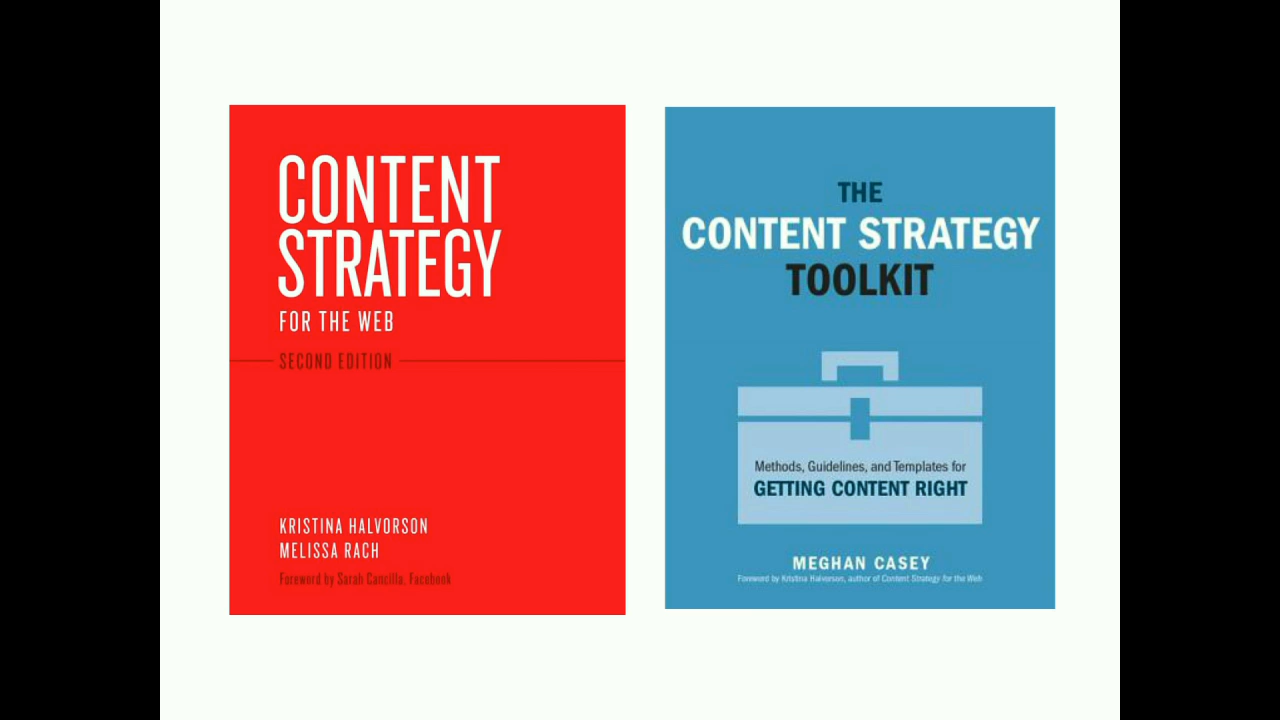 CONTENT
STRATEGY
FOR THE WEB
SECOND EDITION
KRISTINA HALVORSON
MELISSA RACH
Foreword by Sarah Cancilla, Facebook
THE
CONTENT STRATEGY
TOOLKIT
Methods, Guidelines, and Templates for
GETTING CONTENT RIGHT
MEGHAN CASEY
Foreword by Kristina Halvorson, author of Content Strategy for the Web